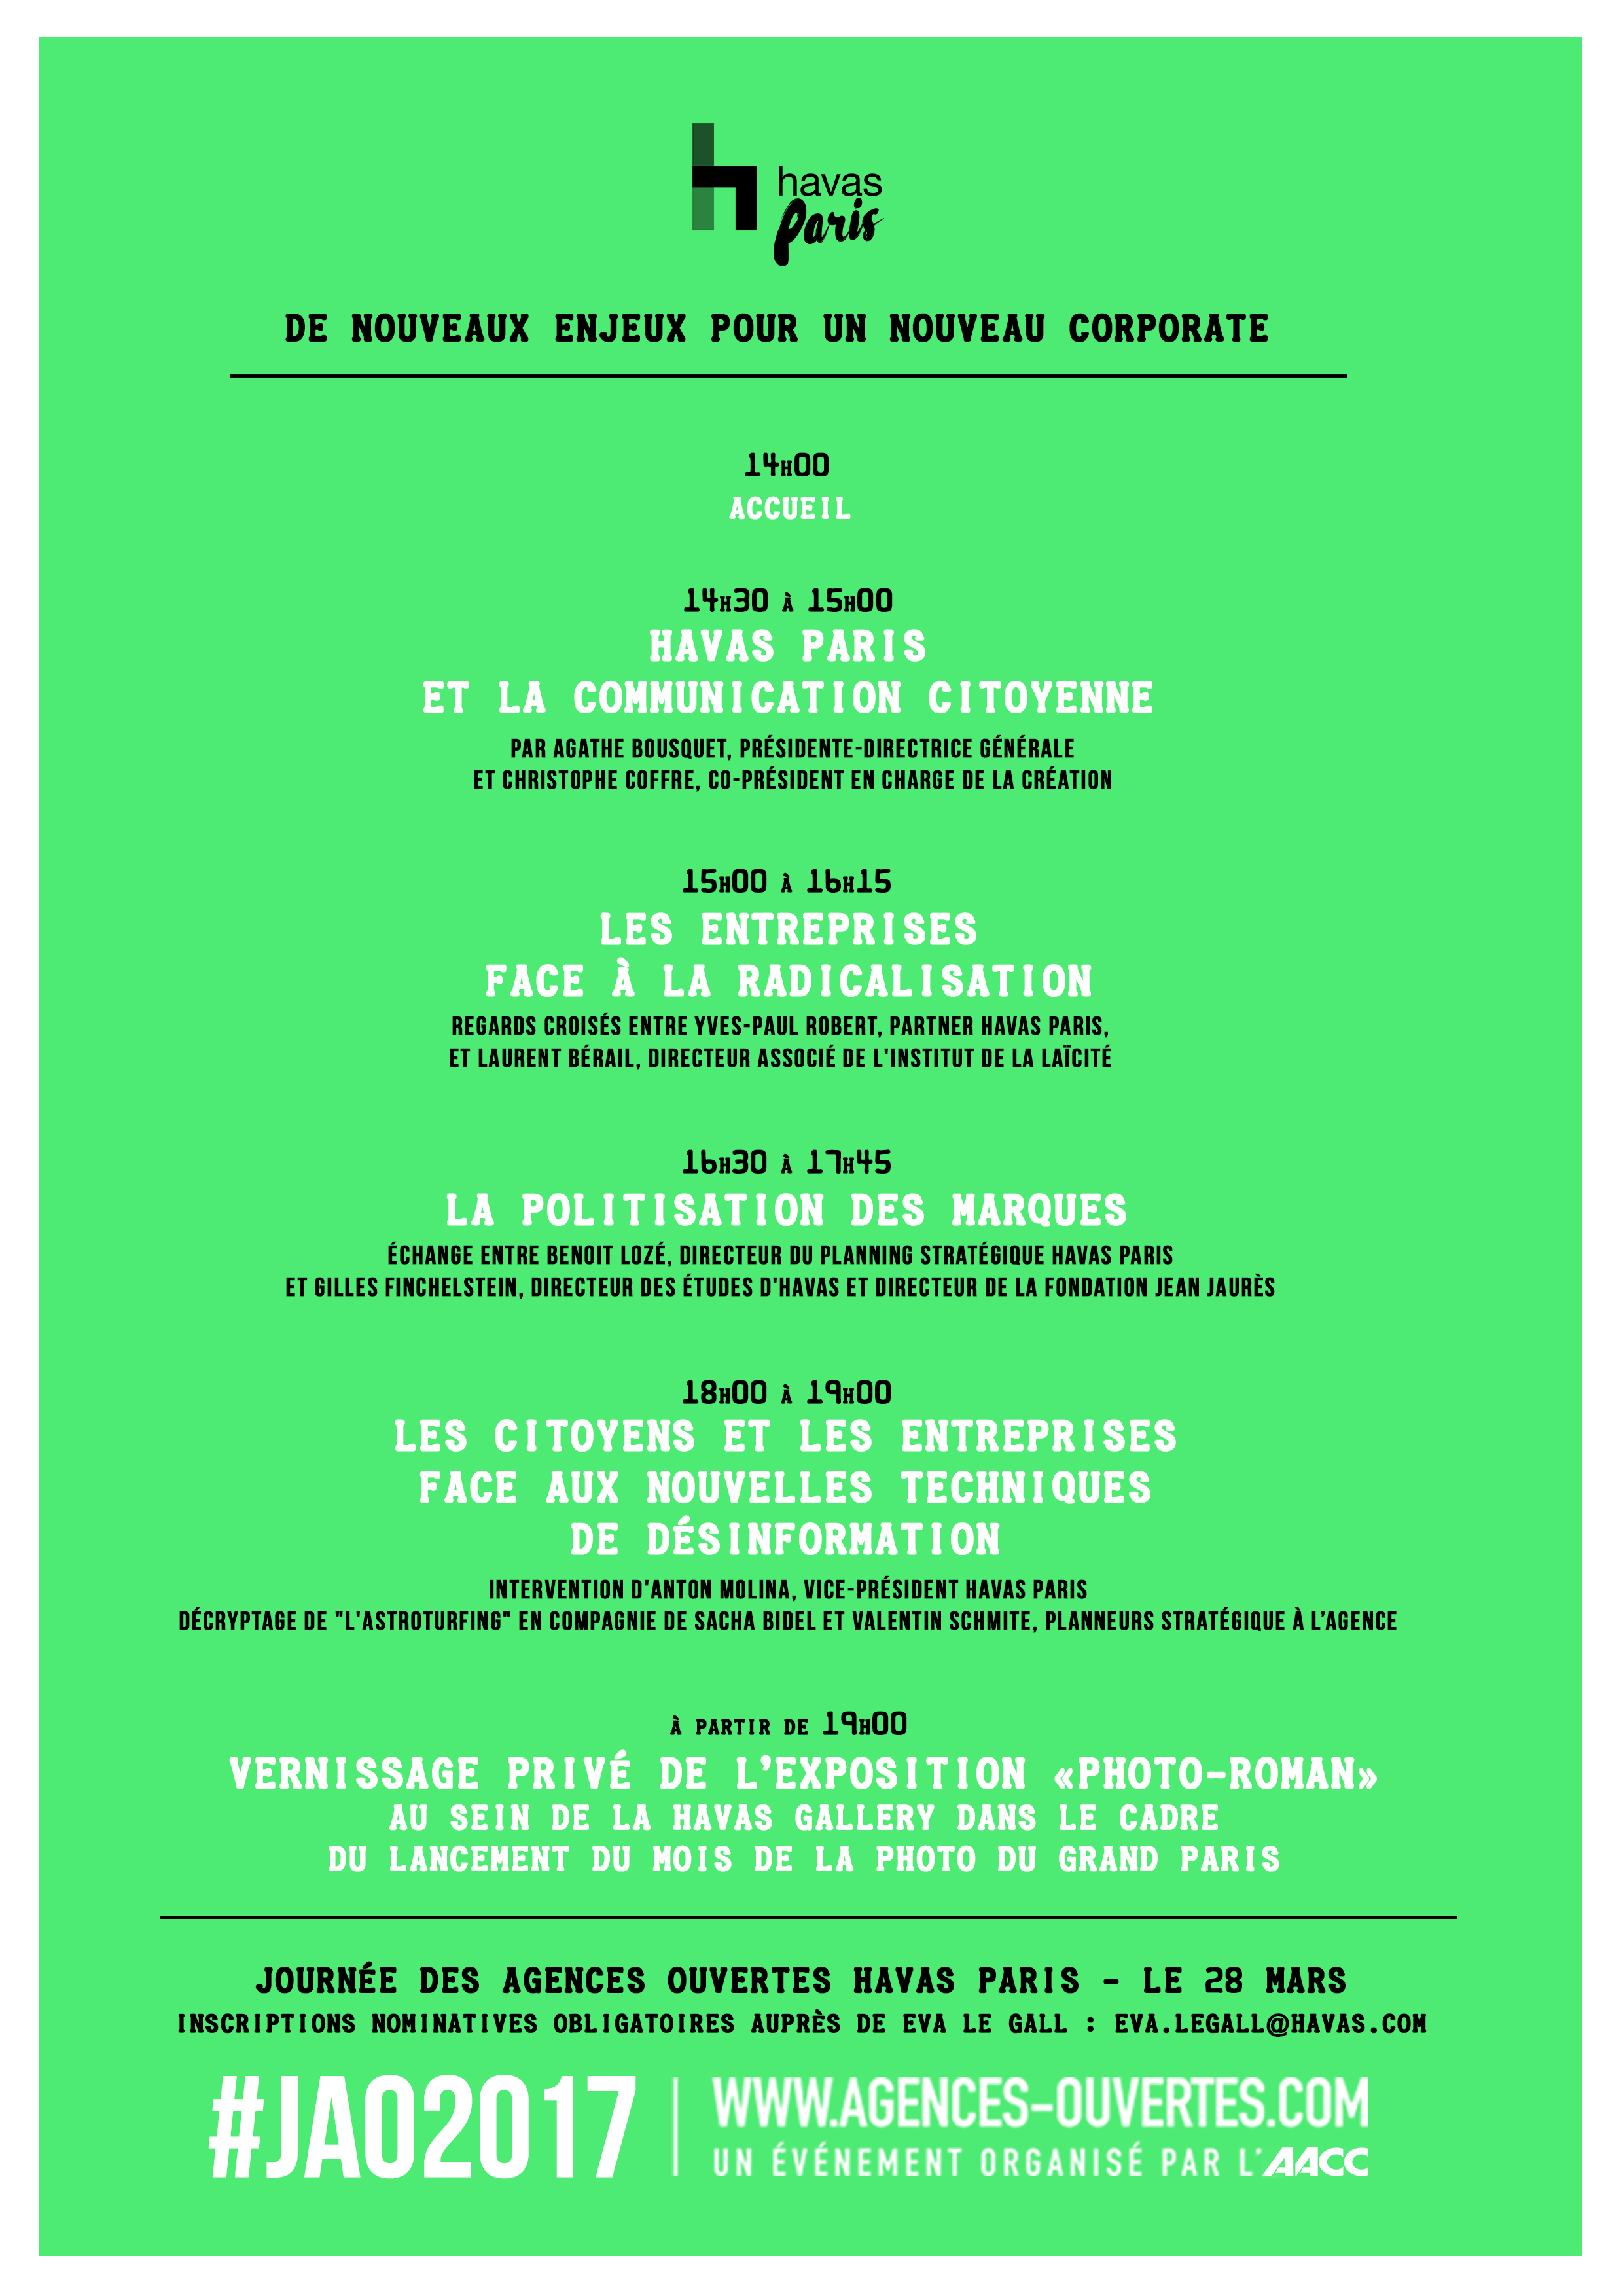 havas
Paris
DE NOUVEAUX ENJEUX POUR UN NOUVEAU CORPORATE
14H00
ACCUEIL
14H30 À 15H00
HAVAS PARIS
ET LA COMMUNICATION CITOYENNE
PAR AGATHE BOUSQUET, PRÉSIDENTE-DIRECTRICE GÉNÉRALE
ET CHRISTOPHE COFFRE, CO-PRÉSIDENT EN CHARGE DE LA CRÉATION
15H00 À 16H15
LES ENTREPRISES
FACE À LA RADICALISATION
REGARDS CROISÉS ENTRE YVES-PAUL ROBERT, PARTNER HAVAS PARIS,
ET LAURENT BÉRAIL, DIRECTEUR ASSOCIÉ DE L'INSTITUT DE LA LAÏCITÉ
16H30 À 17H45
LA POLITISATION DES MARQUES
ÉCHANGE ENTRE BENOIT LOZÉ, DIRECTEUR DU PLANNING STRATÉGIQUE HAVAS PARIS
ET GILLES FINCHELSTEIN, DIRECTEUR DES ÉTUDES D'HAVAS ET DIRECTEUR DE LA FONDATION JEAN JAURÈS
18H00 À 19H00
LES CITOYENS ET LES ENTREPRISES
FACE AUX NOUVELLES TECHNIQUES
DE DÉSINFORMATION
INTERVENTION D'ANTON MOLINA, VICE-PRÉSIDENT HAVAS PARIS
DÉCRYPTAGE DE "L'ASTROTURFING" EN COMPAGNIE DE SACHA BIDEL ET VALENTIN SCHMITE, PLANNEURS STRATÉGIQUE À L’AGENCE
À PARTIR DE 19H00
VERNISSAGE PRIVÉ DE L’EXPOSITION «PHOTO-ROMAN»
AU SEIN DE LA HAVAS GALLERY DANS LE CADRE
DU LANCEMENT DU MOIS DE LA PHOTO DU GRAND PARIS
JOURNÉE DES AGENCES OUVERTES HAVAS PARIS - LE 28 MARS
INSCRIPTIONS NOMINATIVES OBLIGATOIRES AUPRÈS DE EVA LE GALL : EVA.LEGALL@HAVAS.COM
#JAO2017
WWW.AGENCES-OUVERTES.COM
UN ÉVÉNEMENT ORGANISÉ PAR L'AACC